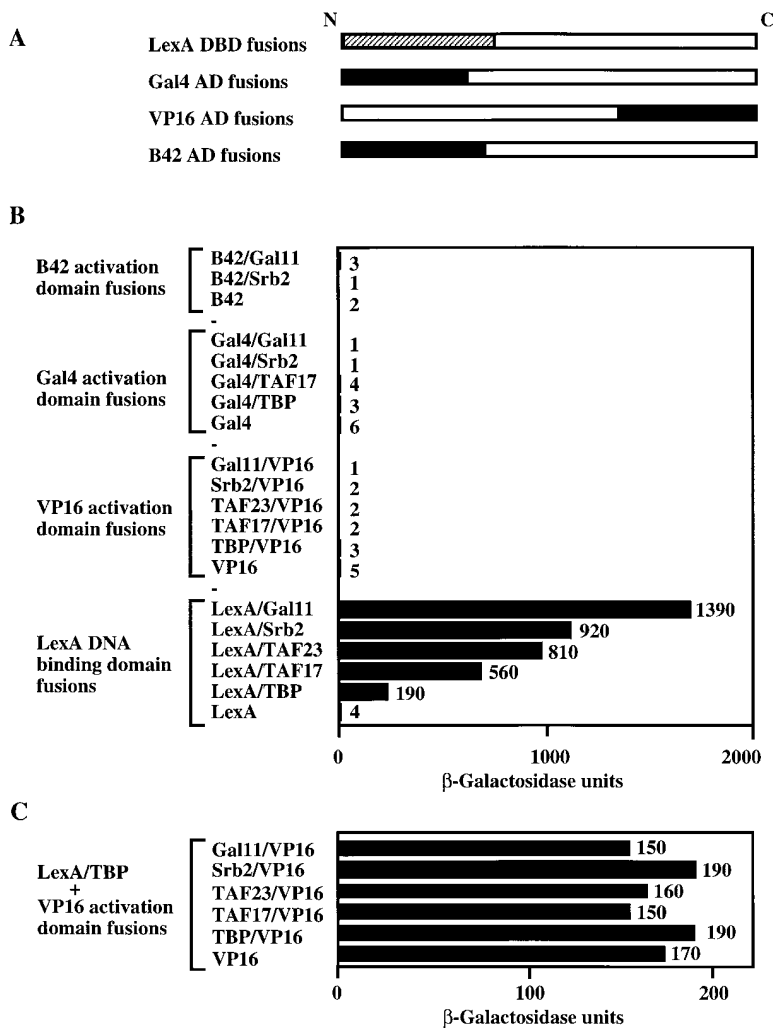 A
N
C
LexA DBD fusions
Gal4 AD fusions
VP16 AD fusions
B42 AD fusions
B
B42 activation
domain fusions
B42/Gal11 3
B42/Srb2 1
B42 2
-
Gal4 activation
domain fusions
Gal4/Gal11 1
Gal4/Srb2 1
Gal4/TAF17 4
Gal4/TBP 3
Gal4 6
-
VP16 activation
domain fusions
Gal11/VP16 1
Srb2/VP16 2
TAF23/VP16 2
TAF17/VP16 2
TBP/VP16 3
VP16 5
-
LexA DNA
binding domain
fusions
LexA/Gal11 1390
LexA/Srb2 920
LexA/TAF23 810
LexA/TAF17 560
LexA/TBP 190
LexA 4
0 1000 2000
β-Galactosidase units
C
LexA/TBP
+
VP16 activation
domain fusions
Gal11/VP16 150
Srb2/VP16 190
TAF23/VP16 160
TAF17/VP16 150
TBP/VP16 190
VP16 170
0 100 200
β-Galactosidase units